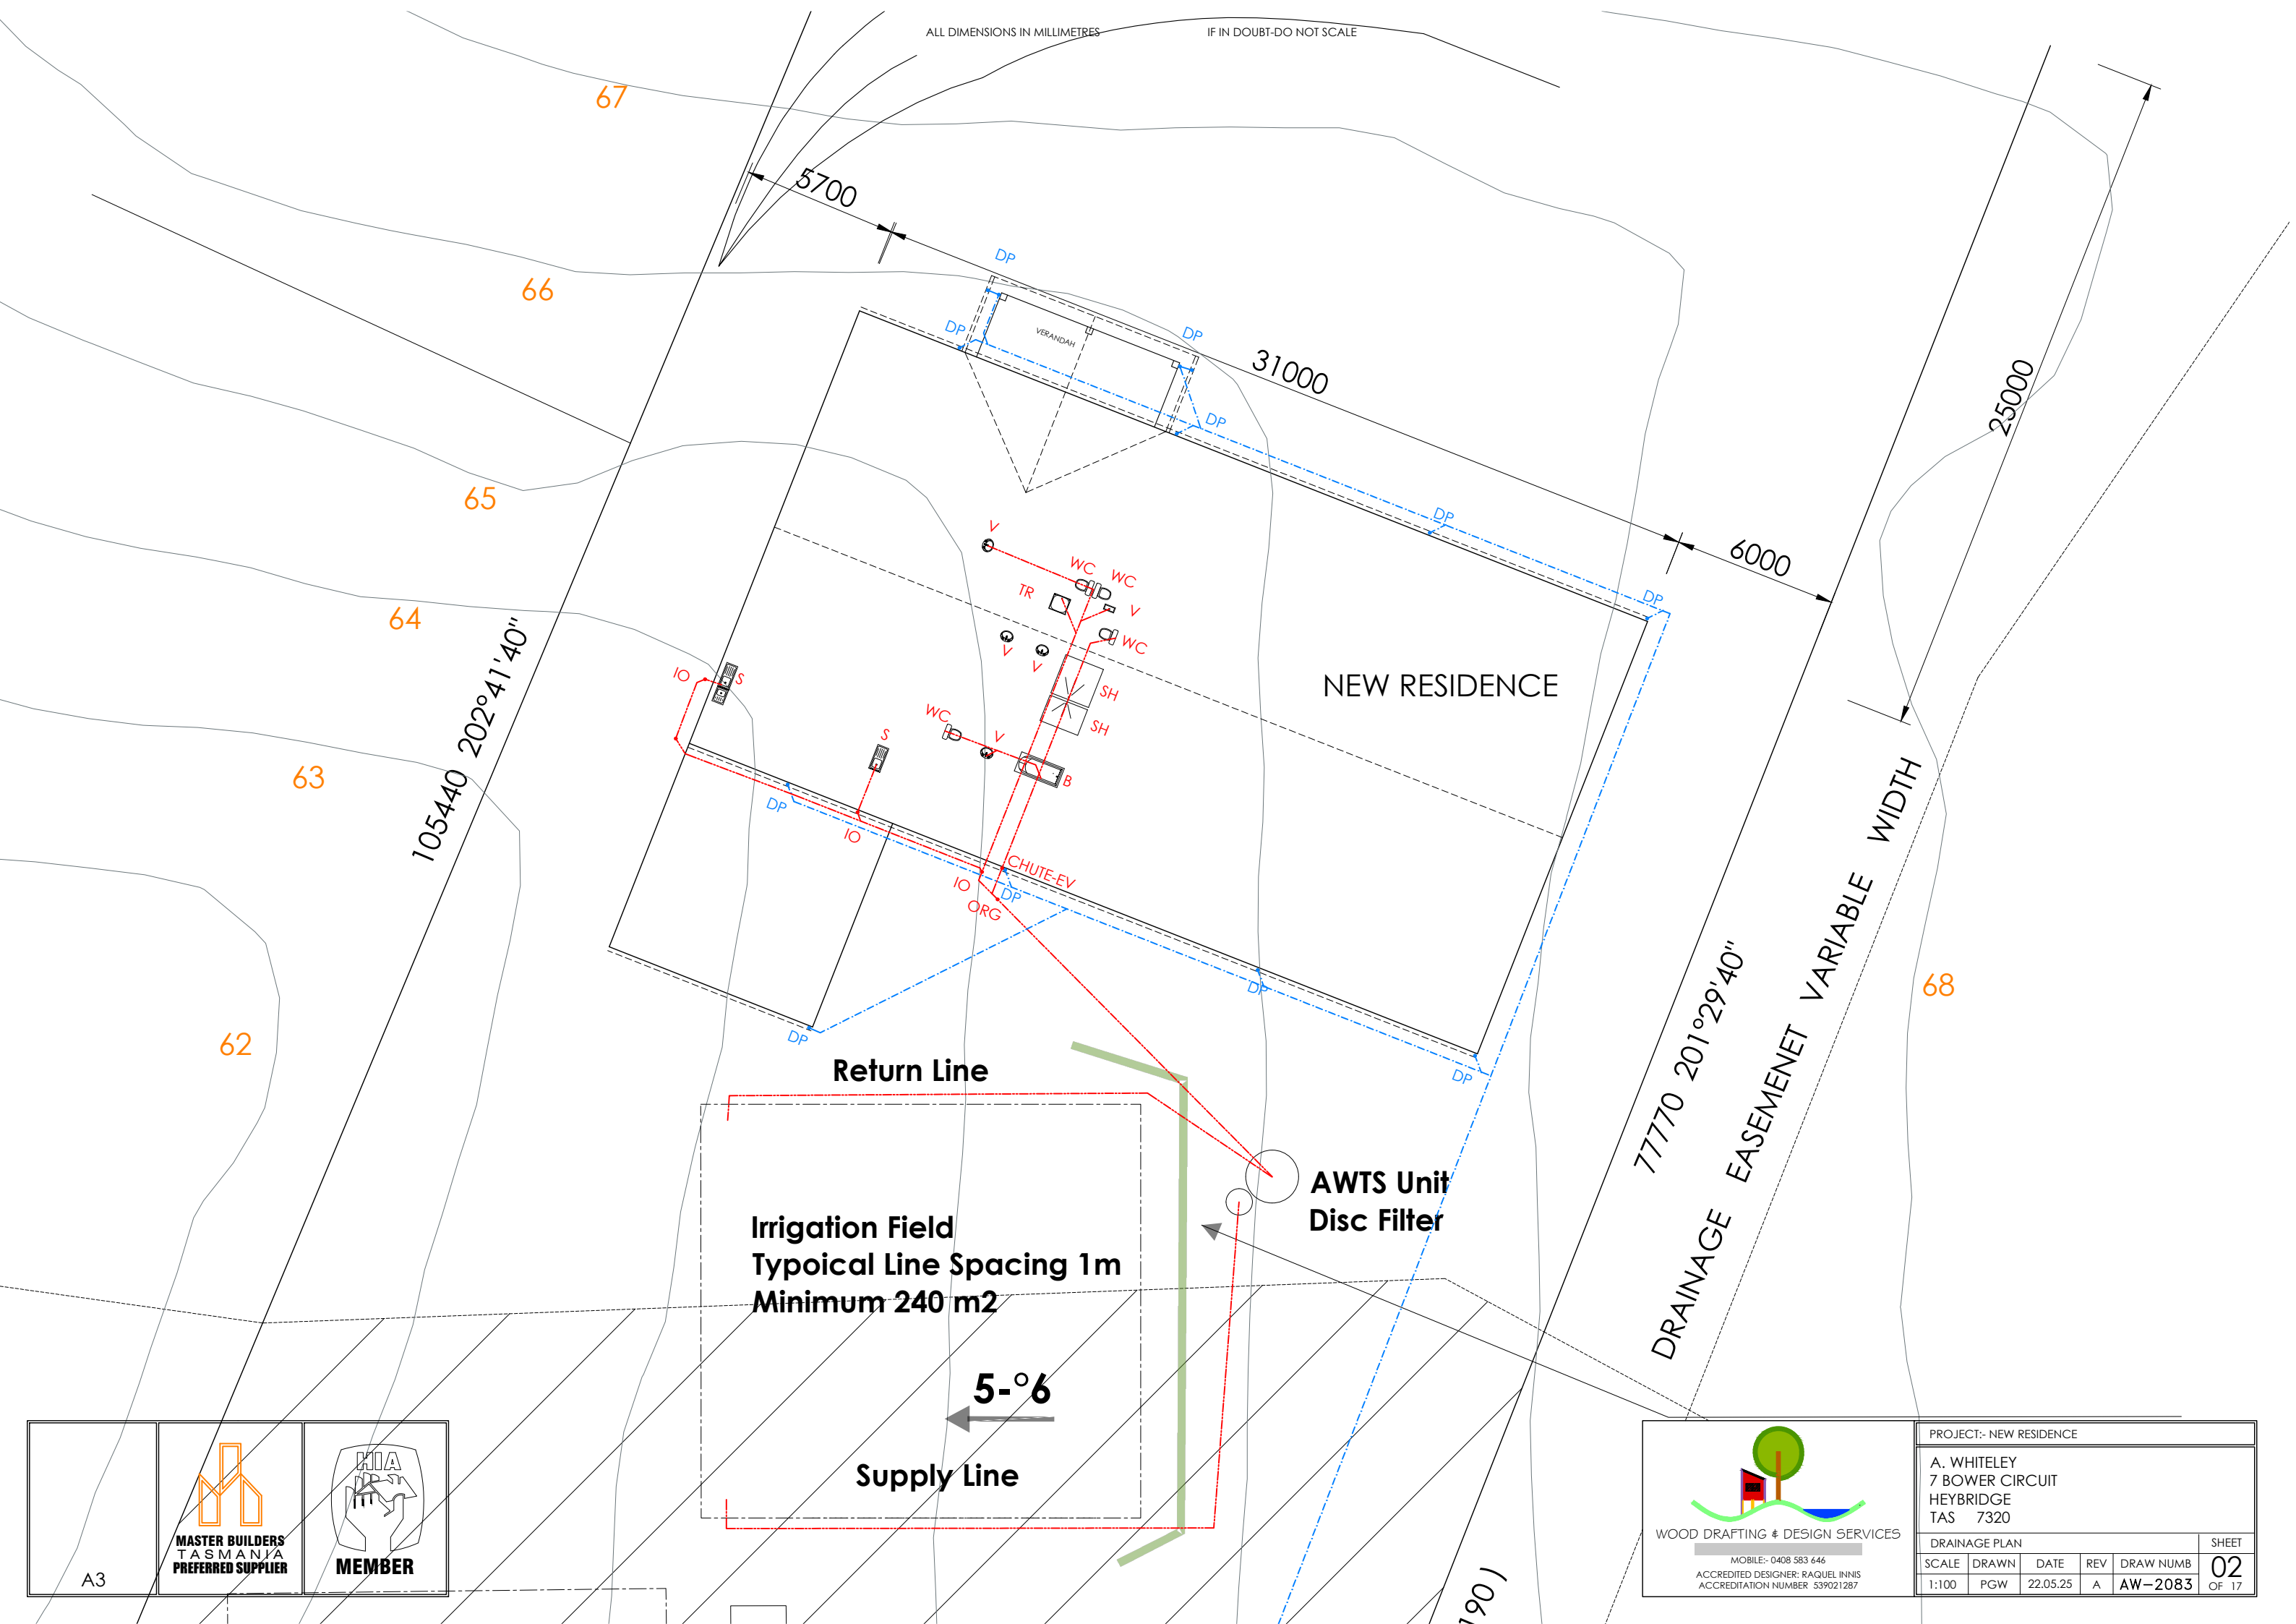 ALL DIMENSIONS IN MILLIMETRES
IF IN DOUBT-DO NOT SCALE
67
66
65
64
63
62
68
5700
31000
6000
25000
DP
DP
DP
VERANDAH
DP
DP
DP
NEW RESIDENCE
V
WC
WC
TR
V
WC
V
V
SH
SH
WC
V
B
S
S
IO
IO
IO
DP
CHUTE-EV
DP
ORG
DP
DP
DP
105440 202°41'40"
77770 201°29'40"
DRAINAGE EASEMENET VARIABLE WIDTH
Return Line
AWTS Unit
Disc Filter
Irrigation Field
Typoical Line Spacing 1m
Minimum 240 m2
5-°6
Supply Line
190 )
A3
MASTER BUILDERS
TASMANIA
PREFERRED SUPPLIER
HIA
MEMBER
WOOD DRAFTING & DESIGN SERVICES
MOBILE:- 0408 583 646
ACCREDITED DESIGNER: RAQUEL INNIS
ACCREDITATION NUMBER 539021287
PROJECT:- NEW RESIDENCE
A. WHITELEY
7 BOWER CIRCUIT
HEYBRIDGE
TAS 7320
DRAINAGE PLAN
SHEET
SCALE DRAWN DATE REV DRAW NUMB
02
1:100 PGW 22.05.25 A AW-2083
OF 17